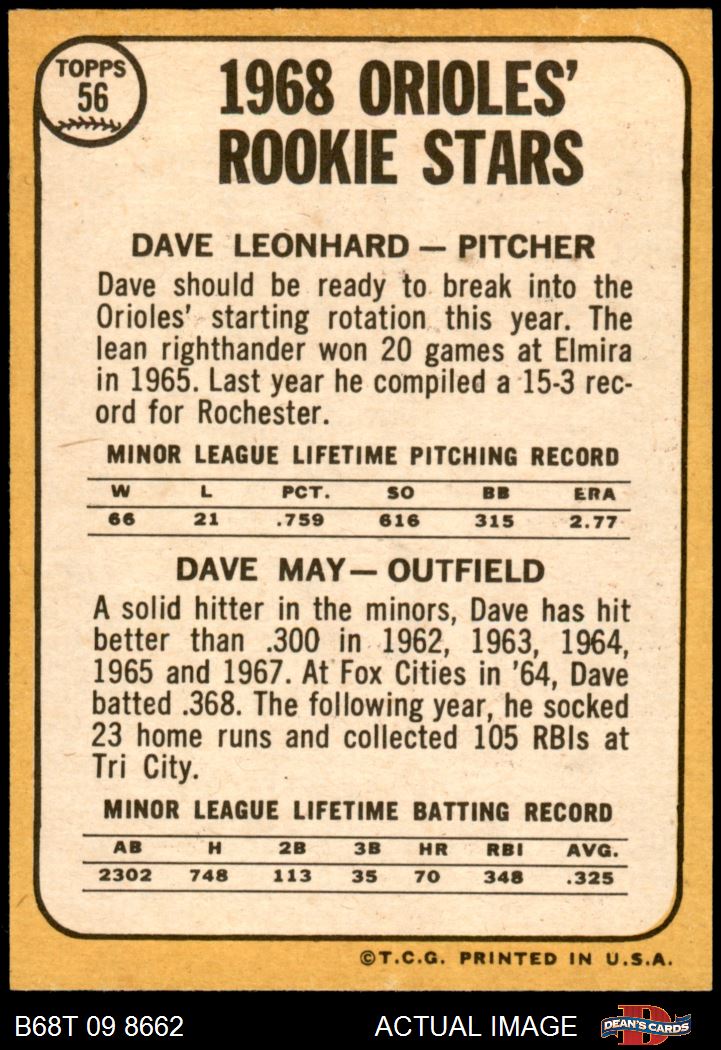 TOPPS
56
1968 ORIOLES'
ROOKIE STARS
DAVE LEONHARD — PITCHER
Dave should be ready to break into the
Orioles' starting rotation this year. The
lean righthander won 20 games at Elmira
in 1965. Last year he compiled a 15-3 rec-
ord for Rochester.
MINOR LEAGUE LIFETIME PITCHING RECORD
W L PCT. SO BB ERA
66 21 .759 616 315 2.77
DAVE MAY — OUTFIELD
A solid hitter in the minors, Dave has hit
better than .300 in 1962, 1963, 1964,
1965 and 1967. At Fox Cities in '64, Dave
batted .368. The following year, he socked
23 home runs and collected 105 RBIs at
Tri City.
MINOR LEAGUE LIFETIME BATTING RECORD
AB H 2B 3B HR RBI AVG.
2302 748 113 35 70 348 .325
©T.C.G. PRINTED IN U.S.A.
B68T 09 8662 ACTUAL IMAGE D DEAN'S CARDS